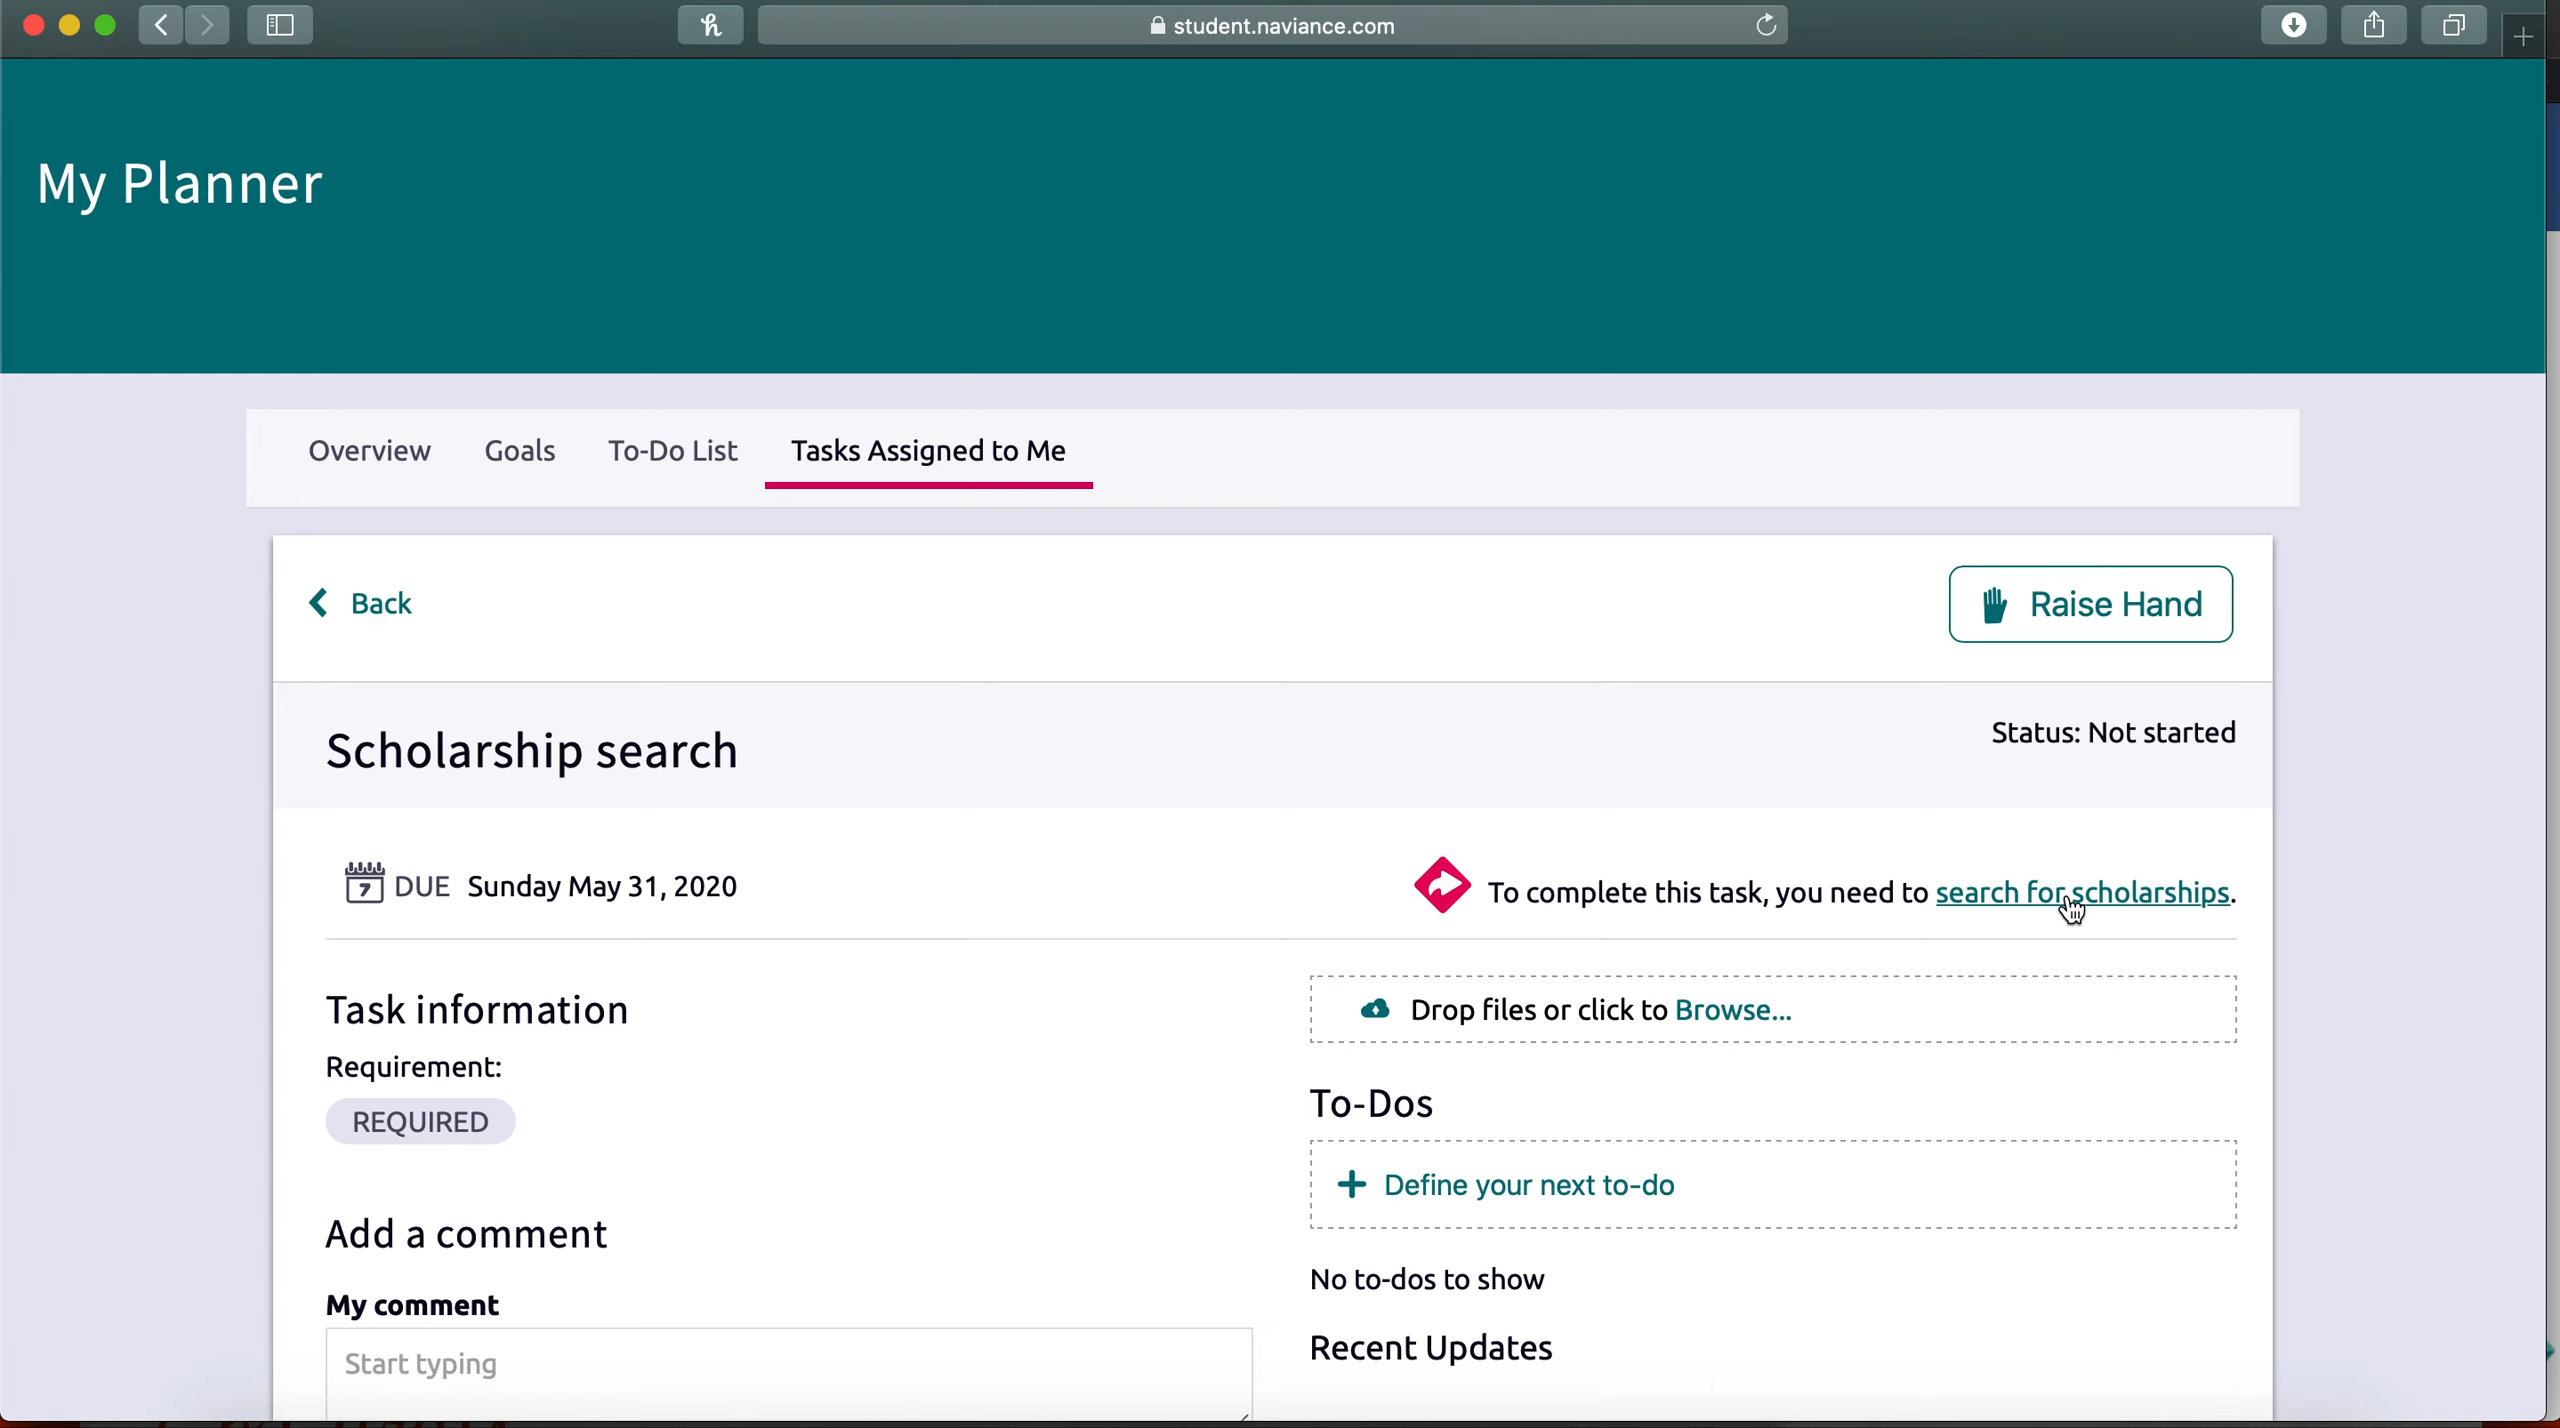 student.naviance.com
My Planner
Overview Goals To-Do List Tasks Assigned to Me
Back
Raise Hand
Scholarship search
Status: Not started
7 DUE Sunday May 31, 2020
To complete this task, you need to search for scholarships.
Task information
Requirement:
REQUIRED
Add a comment
My comment
Start typing
Drop files or click to Browse...
To-Dos
Define your next to-do
No to-dos to show
Recent Updates